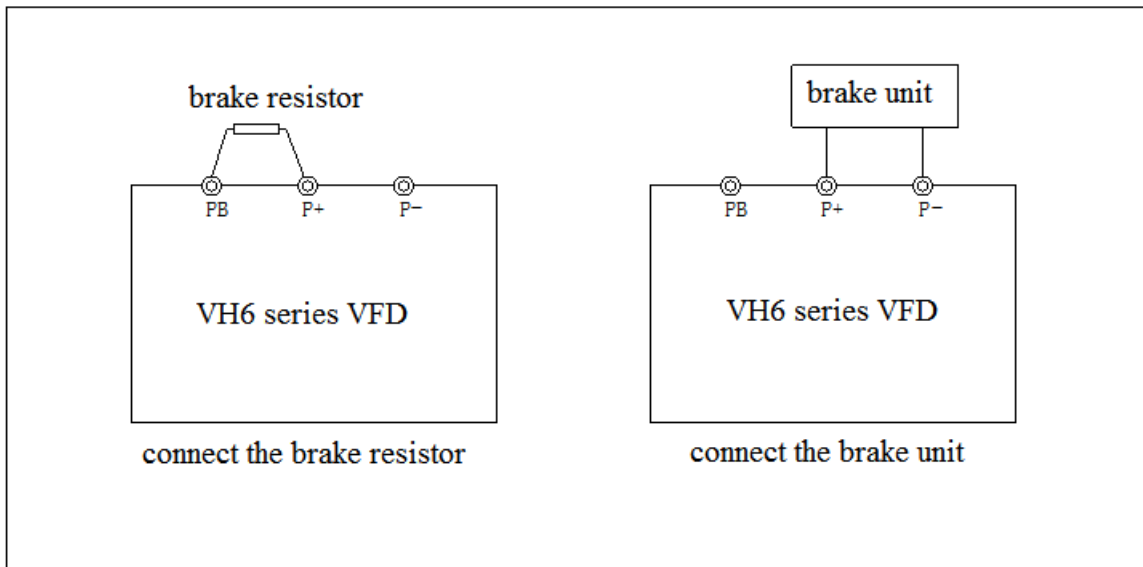 brake resistor
PB P+ P-
VH6 series VFD
connect the brake resistor
brake unit
PB P+ P-
VH6 series VFD
connect the brake unit